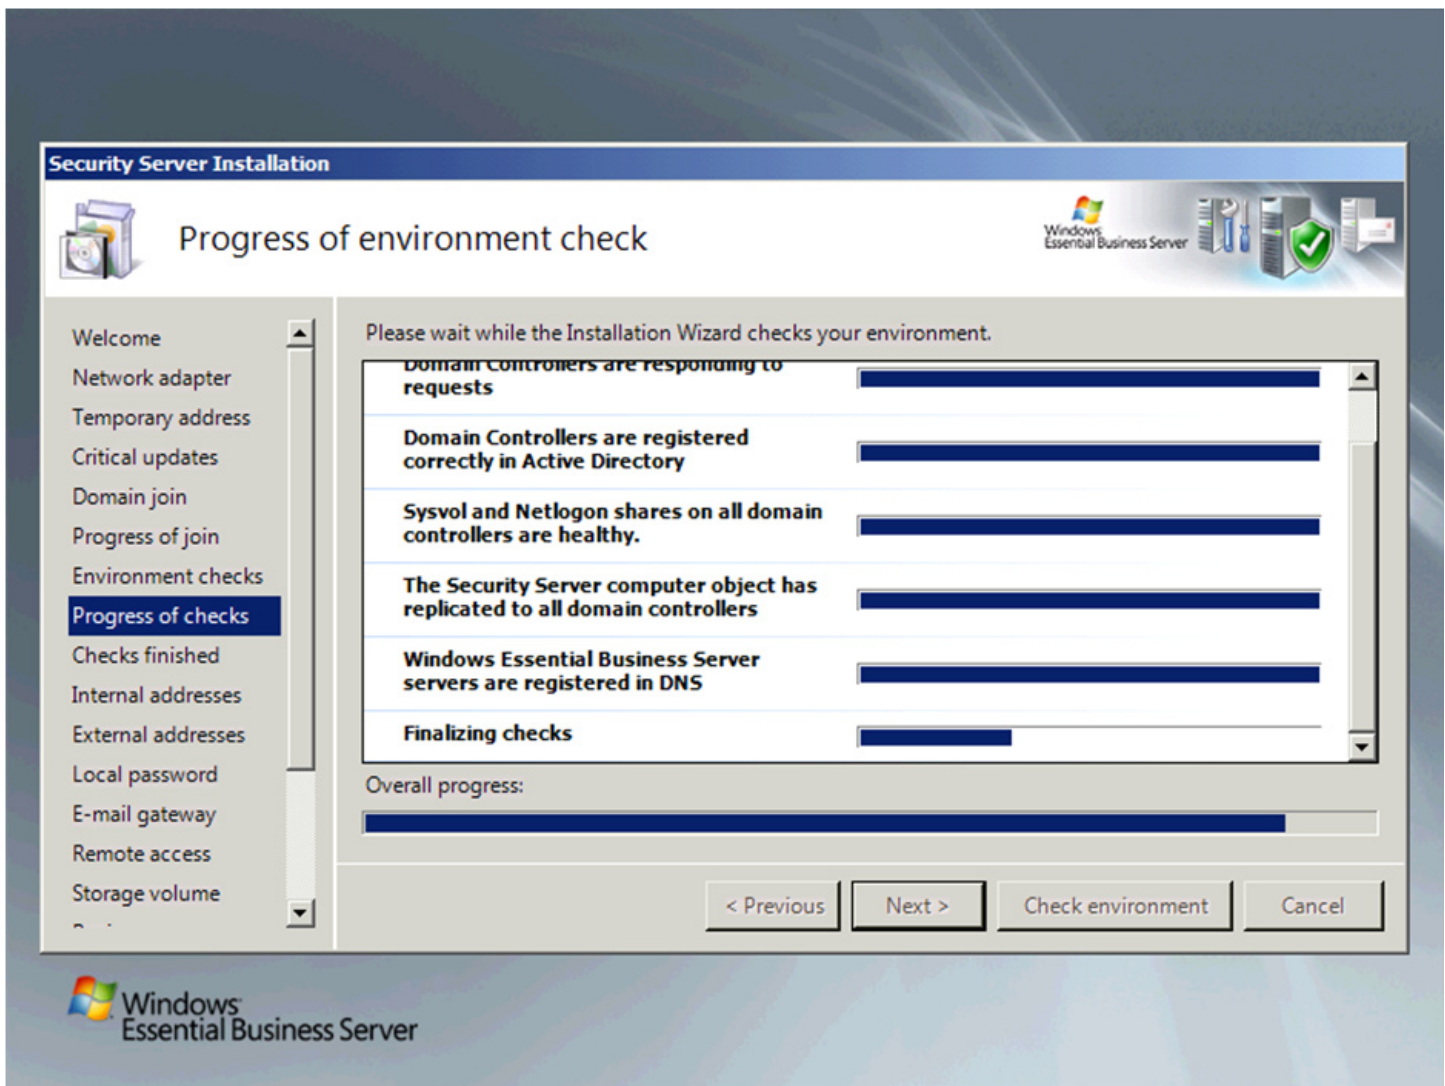 Security Server Installation
Progress of environment check
Windows
Essential Business Server
Welcome
Network adapter
Temporary address
Critical updates
Domain join
Progress of join
Environment checks
Progress of checks
Checks finished
Internal addresses
External addresses
Local password
E-mail gateway
Remote access
Storage volume
Please wait while the Installation Wizard checks your environment.
Domain Controllers are responding to
requests
Domain Controllers are registered
correctly in Active Directory
Sysvol and Netlogon shares on all domain
controllers are healthy.
The Security Server computer object has
replicated to all domain controllers
Windows Essential Business Server
servers are registered in DNS
Finalizing checks
Overall progress:
< Previous
Next >
Check environment
Cancel
Windows
Essential Business Server